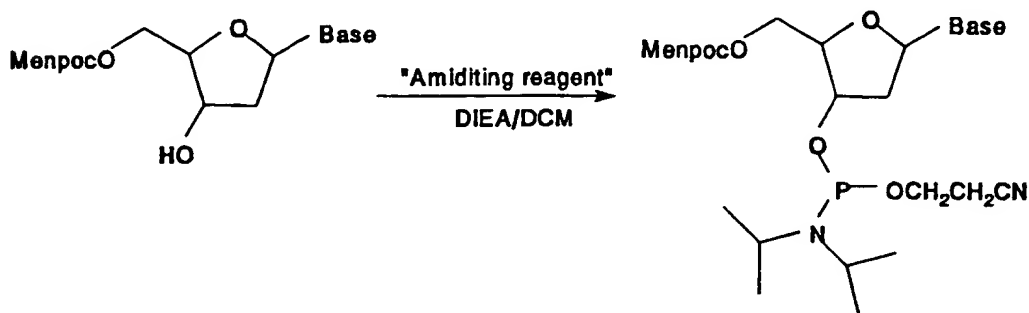 O
Base
MenpocO
HO
"Amiditing reagent"
DIEA/DCM
O
Base
MenpocO
O
P
OCH₂CH₂CN
N